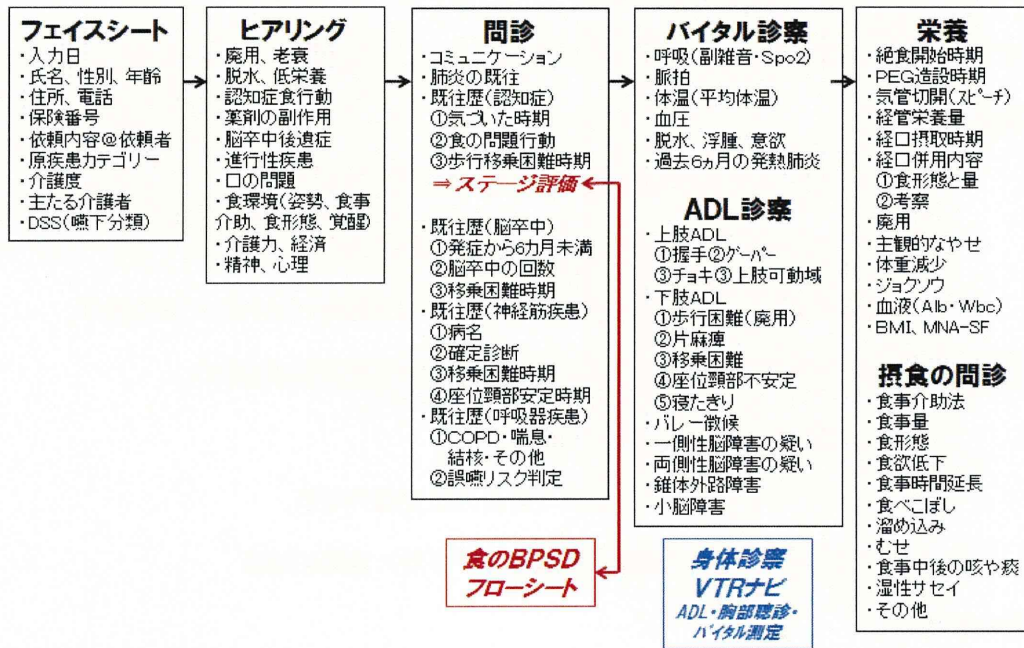 フェイスシート
・入力日
・氏名、性別、年齢
・住所、電話
・保険番号
・依頼内容@依頼者
・原疾患カテゴリー
・介護度
・主たる介護者
・DSS(嚥下分類)
ヒアリング
・廃用、老衰
・脱水、低栄養
・認知症食行動
・薬剤の副作用
・脳卒中後遺症
・進行性疾患
・口の問題
・食環境(姿勢、食事
介助、食形態、覚醒)
・介護力、経済
・精神、心理
問診
・コミュニケーション
・肺炎の既往
・既往歴(認知症)
①気づいた時期
②食の問題行動
③歩行移乗困難時期
⇒ステージ評価
・既往歴(脳卒中)
①発症から6カ月未満
②脳卒中の回数
③移乗困難時期
・既往歴(神経筋疾患)
①病名
②確定診断
③移乗困難時期
④座位頸部安定時期
・既往歴(呼吸器疾患)
①COPD・喘息・
結核・その他
②誤嚥リスク判定
食のBPSD
フローシート
バイタル診察
・呼吸(副雑音・Spo2)
・脈拍
・体温(平均体温)
・血圧
・脱水、浮腫、意欲
・過去6ヵ月の発熱肺炎
ADL診察
・上肢ADL
①握手②グーパー
③チョキ③上肢可動域
・下肢ADL
①歩行困難(廃用)
②片麻痺
③移乗困難
④座位頸部不安定
⑤寝たきり
・バレー徴候
・一側性脳障害の疑い
・両側性脳障害の疑い
・錐体外路障害
・小脳障害
身体診察
VTRナビ
ADL・胸部聴診・
バイタル測定
栄養
・絶食開始時期
・PEG造設時期
・気管切開(スピーチ)
・経管栄養量
・経口摂取時期
・経口併用内容
①食形態と量
②考察
・廃用
・主観的なやせ
・体重減少
・ジョクソウ
・血液(Alb・Wbc)
・BMI、MNA-SF
摂食の問診
・食事介助法
・食事量
・食形態
・食欲低下
・食事時間延長
・食べこぼし
・溜め込み
・むせ
・食事中後の咳や痰
・湿性サセイ
・その他